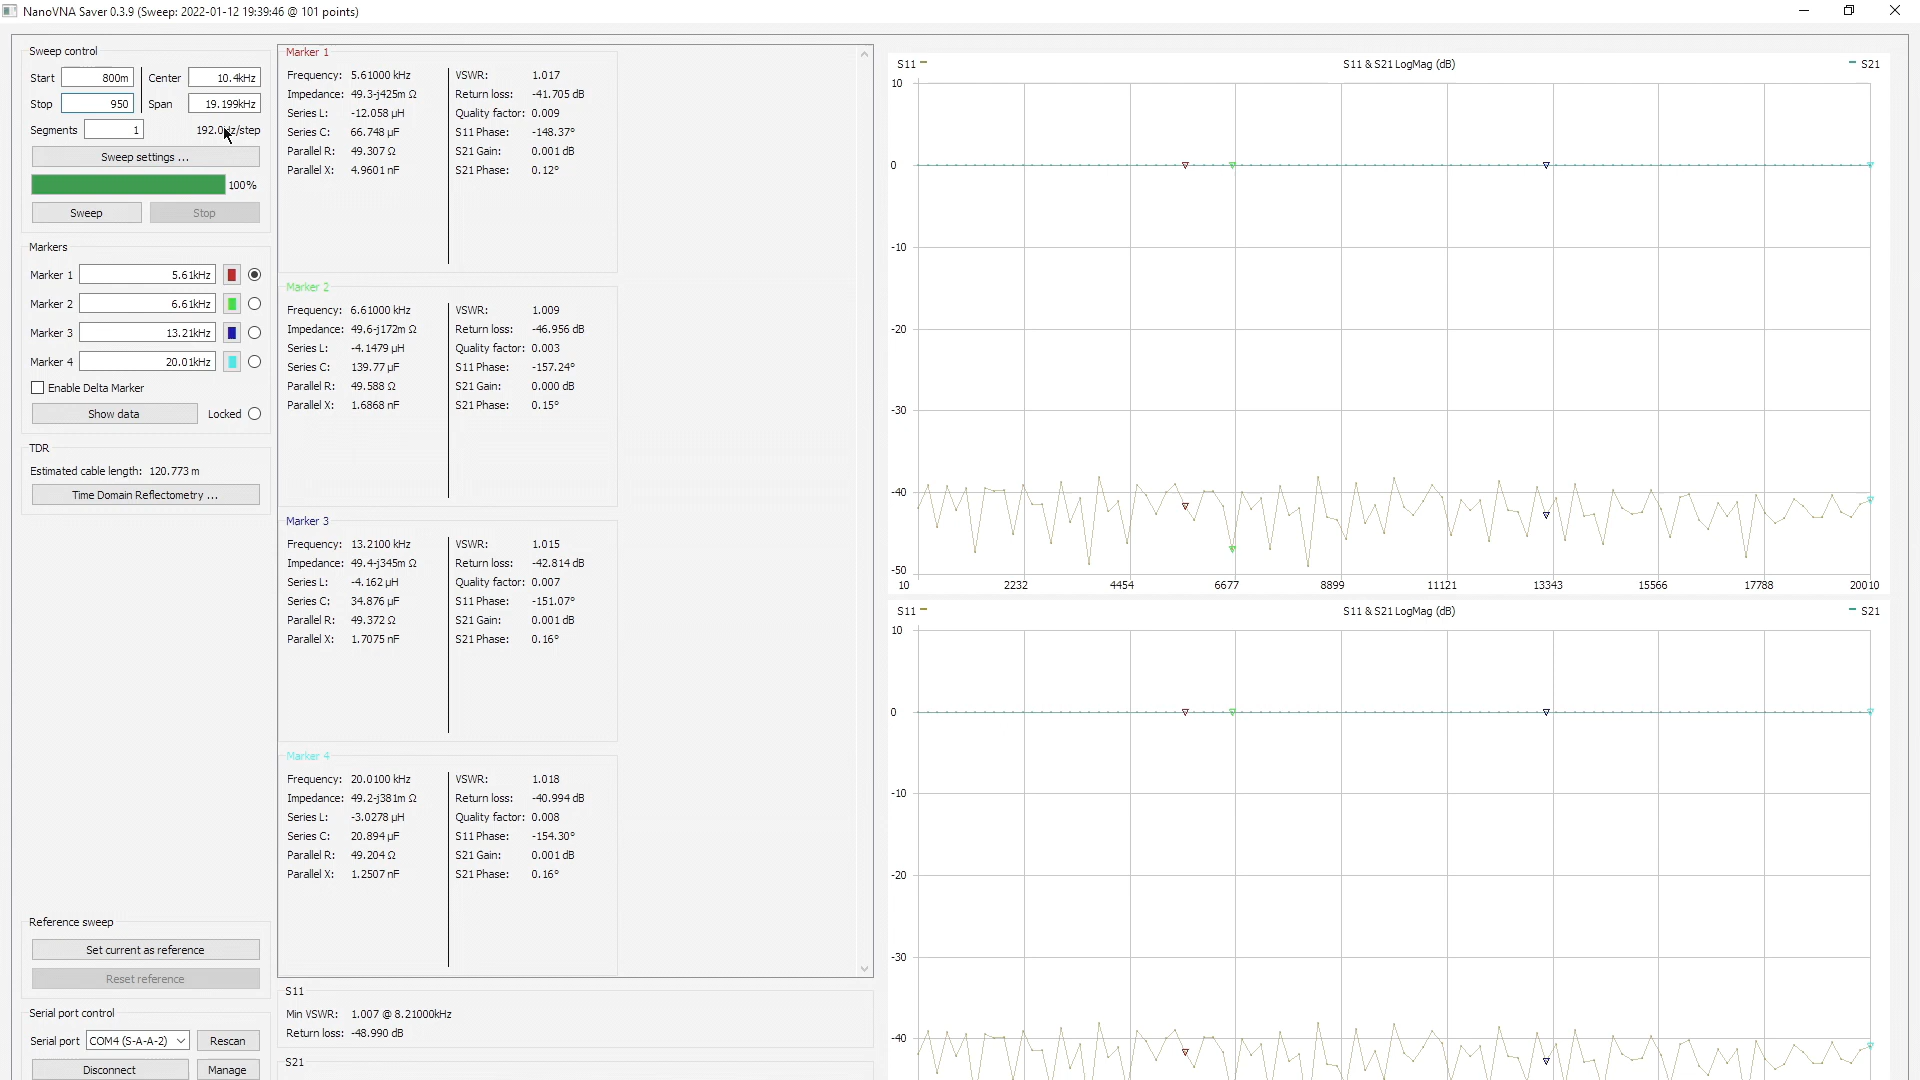 NanoVNA Saver 0.3.9 (Sweep: 2022-01-12 19:39:46 @ 101 points)
Sweep control
Start 800m Center 10.4kHz
Stop 950 Span 19.199kHz
Segments 1 192.0Hz/step
Sweep settings ...
100%
Sweep Stop
Markers
Marker 1 5.61kHz
Marker 2 6.61kHz
Marker 3 13.21kHz
Marker 4 20.01kHz
Enable Delta Marker
Show data Locked
TDR
Estimated cable length: 120.773 m
Time Domain Reflectometry ...
Reference sweep
Set current as reference
Reset reference
Serial port control
Serial port COM4 (S-A-A-2) Rescan
Disconnect Manage
Marker 1
Frequency: 5.61000 kHz VSWR: 1.017
Impedance: 49.3-j425m Ω Return loss: -41.705 dB
Series L: -12.058 µH Quality factor: 0.009
Series C: 66.748 µF S11 Phase: -148.37°
Parallel R: 49.307 Ω S21 Gain: 0.001 dB
Parallel X: 4.9601 nF S21 Phase: 0.12°
Marker 2
Frequency: 6.61000 kHz VSWR: 1.009
Impedance: 49.6-j172m Ω Return loss: -46.956 dB
Series L: -4.1479 µH Quality factor: 0.003
Series C: 139.77 µF S11 Phase: -157.24°
Parallel R: 49.588 Ω S21 Gain: 0.000 dB
Parallel X: 1.6868 nF S21 Phase: 0.15°
Marker 3
Frequency: 13.2100 kHz VSWR: 1.015
Impedance: 49.4-j345m Ω Return loss: -42.814 dB
Series L: -4.162 µH Quality factor: 0.007
Series C: 34.876 µF S11 Phase: -151.07°
Parallel R: 49.372 Ω S21 Gain: 0.001 dB
Parallel X: 1.7075 nF S21 Phase: 0.16°
Marker 4
Frequency: 20.0100 kHz VSWR: 1.018
Impedance: 49.2-j381m Ω Return loss: -40.994 dB
Series L: -3.0278 µH Quality factor: 0.008
Series C: 20.894 µF S11 Phase: -154.30°
Parallel R: 49.204 Ω S21 Gain: 0.001 dB
Parallel X: 1.2507 nF S21 Phase: 0.16°
S11
Min VSWR: 1.007 @ 8.21000kHz
Return loss: -48.990 dB
S21
S11 S11 & S21 LogMag (dB) S21
10
0
-10
-20
-30
-40
-50
10 2232 4454 6677 8899 11121 13343 15566 17788 20010
S11 S11 & S21 LogMag (dB) S21
10
0
-10
-20
-30
-40